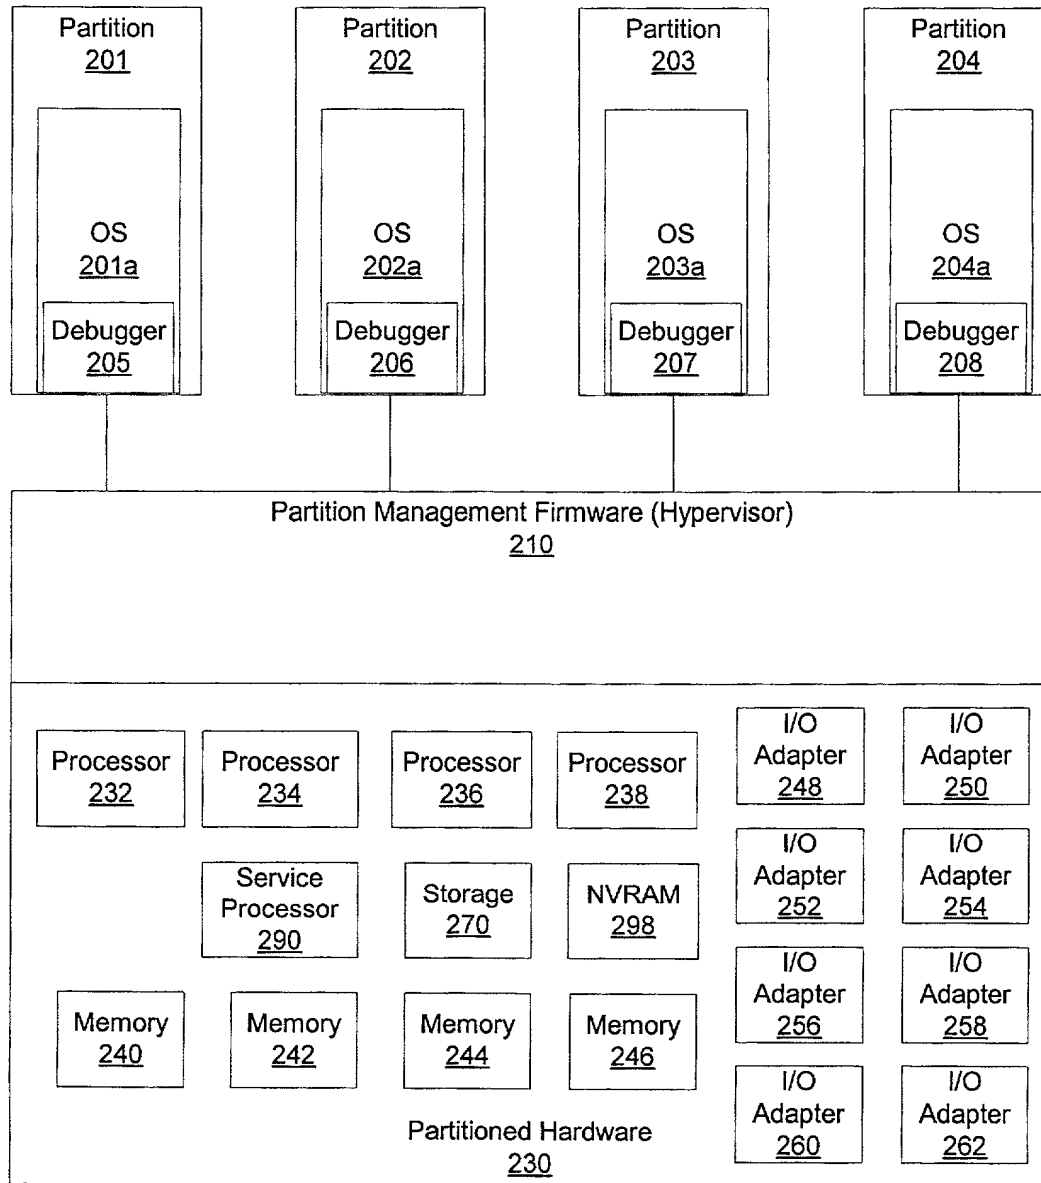 Partition
201
Partition
202
Partition
203
Partition
204
OS
201a
OS
202a
OS
203a
OS
204a
Debugger
205
Debugger
206
Debugger
207
Debugger
208
Partition Management Firmware (Hypervisor)
210
Processor
232
Processor
234
Processor
236
Processor
238
I/O
Adapter
248
I/O
Adapter
250
Service
Processor
290
Storage
270
NVRAM
298
I/O
Adapter
252
I/O
Adapter
254
Memory
240
Memory
242
Memory
244
Memory
246
I/O
Adapter
256
I/O
Adapter
258
I/O
Adapter
260
I/O
Adapter
262
Partitioned Hardware
230